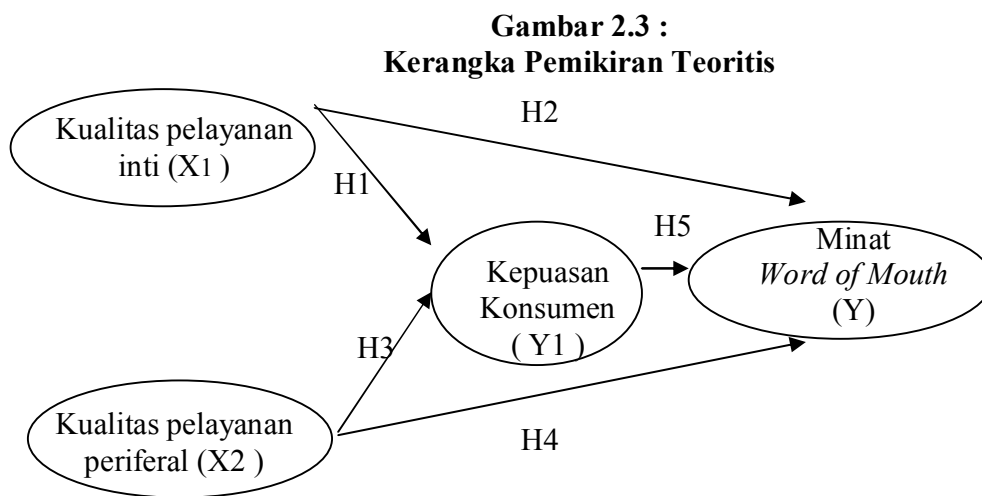 Gambar 2.3 :
Kerangka Pemikiran Teoritis
H2
Kualitas pelayanan
inti (X1 )
H1
H5
Minat
Word of Mouth
(Y)
Kepuasan
Konsumen
( Y1 )
H3
Kualitas pelayanan
periferal (X2 )
H4